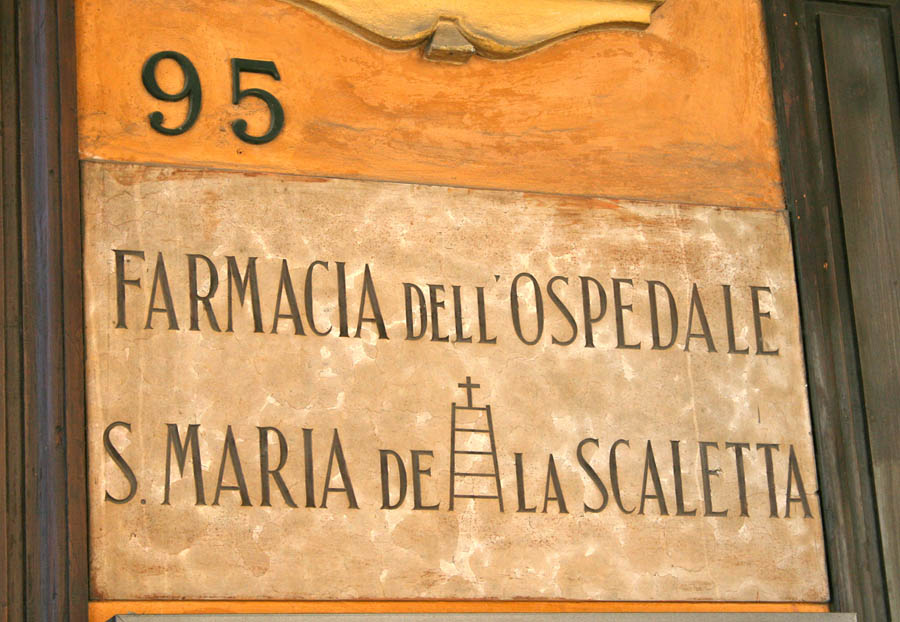 95
FARMACIA DELL'OSPEDALE
S. MARIA DE LA SCALETTA